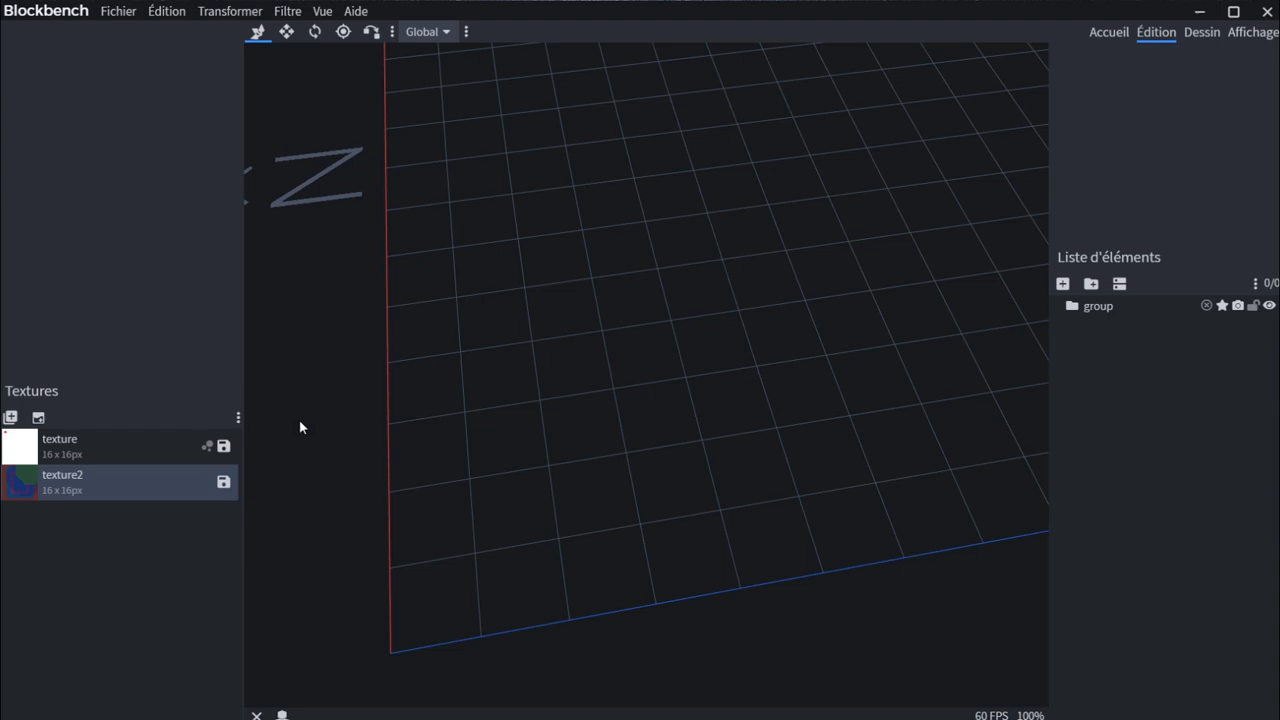 Blockbench Fichier Édition Transformer Filtre Vue Aide
Global
Accueil Édition Dessin Affichage
Z
Liste d'éléments
0/0
group
Textures
texture
16 x 16px
texture2
16 x 16px
60 FPS 100%